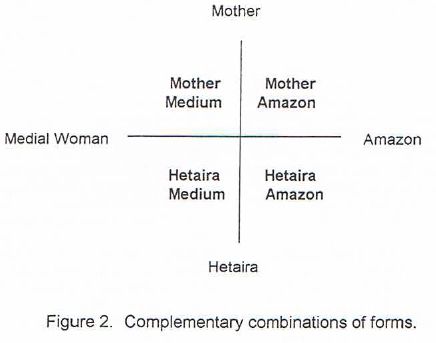 Mother
Mother Medium
Mother Amazon
Medial Woman
Amazon
Hetaira Medium
Hetaira Amazon
Hetaira
Figure 2. Complementary combinations of forms.